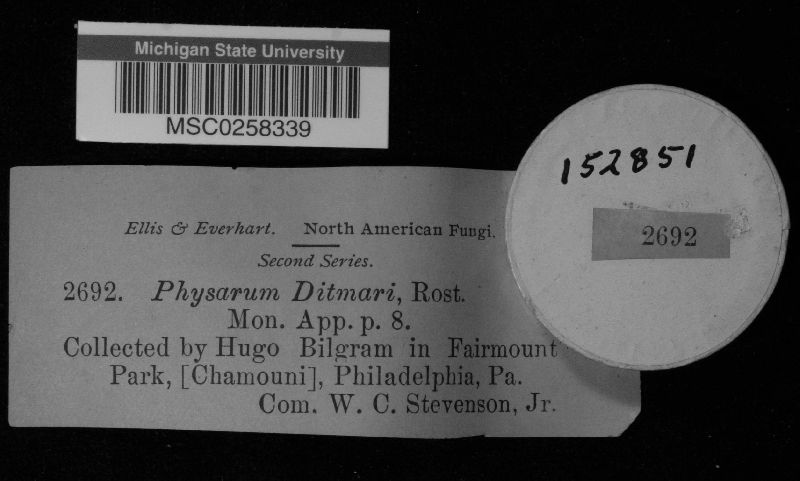 Michigan State University
MSC0258339
152851
2692
Ellis & Everhart. North American Fungi.
Second Series.
2692. Physarum Ditmari, Rost.
Mon. App. p. 8.
Collected by Hugo Bilgram in Fairmount
Park, [Chamouni], Philadelphia, Pa.
Com. W. C. Stevenson, Jr.